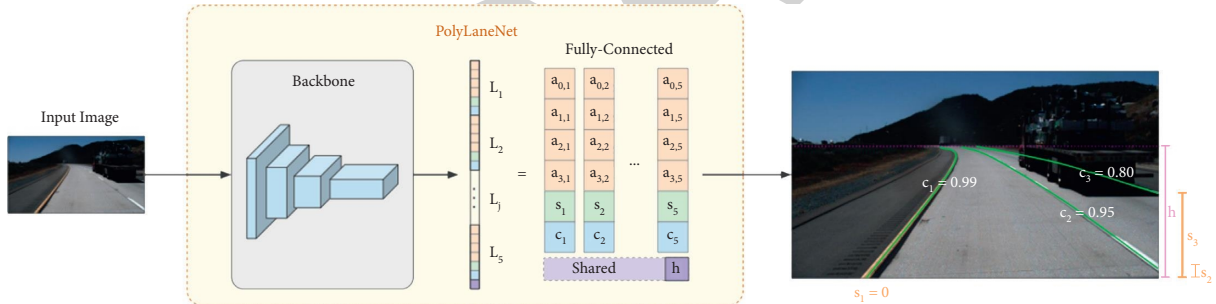 PolyLaneNet
Input Image
Backbone
L1
L2
Lj
L5
=
Fully-Connected
a0,1 a0,2 a0,5
a1,1 a1,2 a1,5
a2,1 a2,2 a2,5
...
a3,1 a3,2 a3,5
s1 s2 s5
c1 c2 c5
Shared h
c1 = 0.99
c3 = 0.80
c2 = 0.95
h
s3
s2
s1 = 0